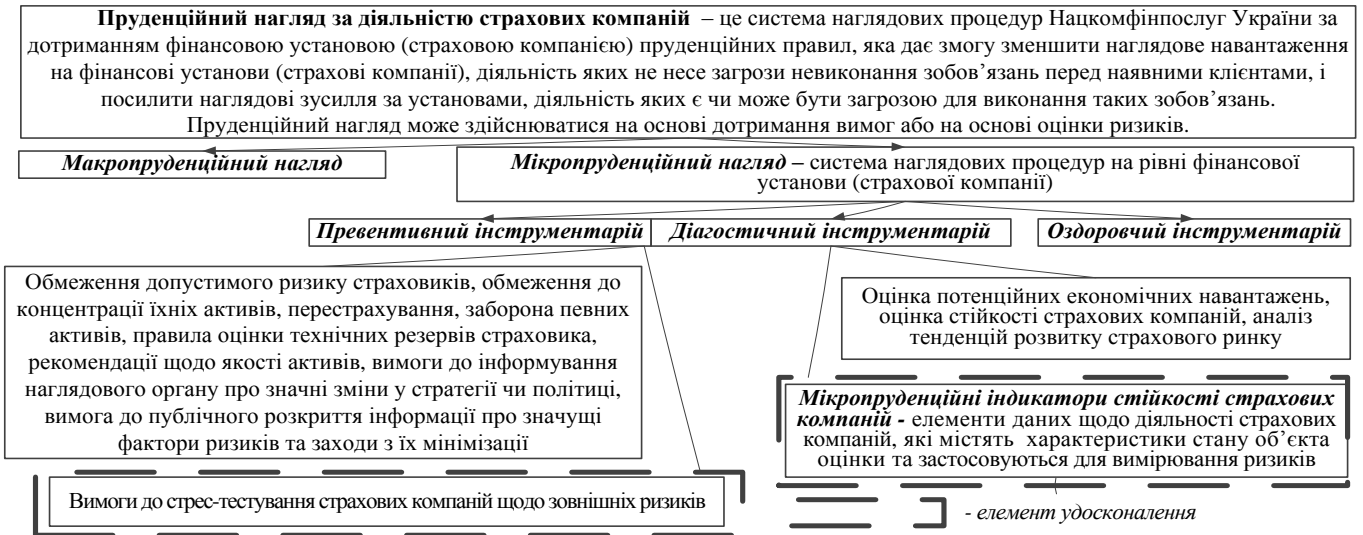 Пруденційний нагляд за діяльністю страхових компаній – це система наглядових процедур Нацкомфінпослуг України за
дотриманням фінансовою установою (страховою компанією) пруденційних правил, яка дає змогу зменшити наглядове навантаження
на фінансові установи (страхові компанії), діяльність яких не несе загрози невиконання зобов’язань перед наявними клієнтами, і
посилити наглядові зусилля за установами, діяльність яких є чи може бути загрозою для виконання таких зобов’язань.
Пруденційний нагляд може здійснюватися на основі дотримання вимог або на основі оцінки ризиків.
Макропруденційний нагляд
Мікропруденційний нагляд – система наглядових процедур на рівні фінансової
установи (страхової компанії)
Превентивний інструментарій
Діагостичний інструментарій
Оздоровчий інструментарій
Обмеження допустимого ризику страховиків, обмеження до
концентрації їхніх активів, перестрахування, заборона певних
активів, правила оцінки технічних резервів страховика,
рекомендації щодо якості активів, вимоги до інформування
наглядового органу про значні зміни у стратегії чи політиці,
вимога до публічного розкриття інформації про значущі
фактори ризиків та заходи з їх мінімізації
Оцінка потенційних економічних навантажень,
оцінка стійкості страхових компаній, аналіз
тенденцій розвитку страхового ринку
Мікропруденційні індикатори стійкості страхових
компаній - елементи даних щодо діяльності страхових
компаній, які містять характеристики стану об’єкта
оцінки та застосовуються для вимірювання ризиків
Вимоги до стрес-тестування страхових компаній щодо зовнішніх ризиків
- елемент удосконалення